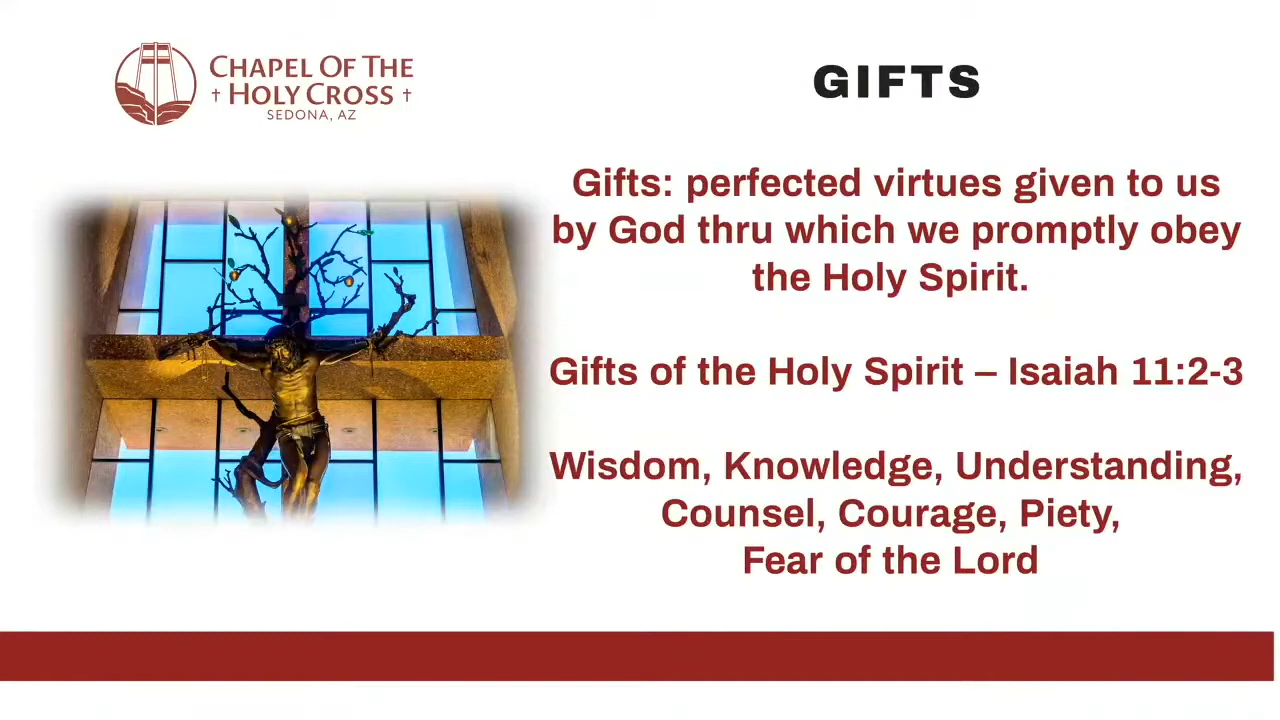 CHAPEL OF THE
† HOLY CROSS †
SEDONA, AZ
GIFTS
Gifts: perfected virtues given to us
by God thru which we promptly obey
the Holy Spirit.
Gifts of the Holy Spirit – Isaiah 11:2-3
Wisdom, Knowledge, Understanding,
Counsel, Courage, Piety,
Fear of the Lord